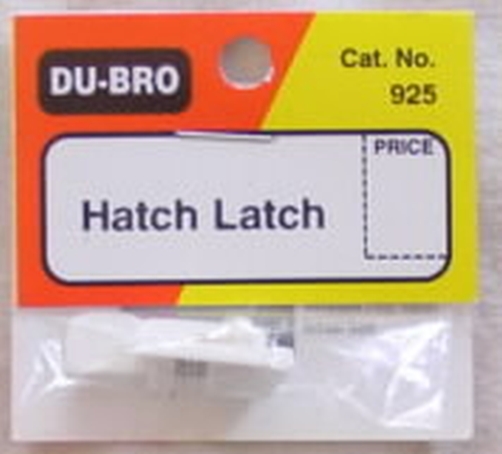 DU-BRO
Cat. No.
925
PRICE
Hatch Latch